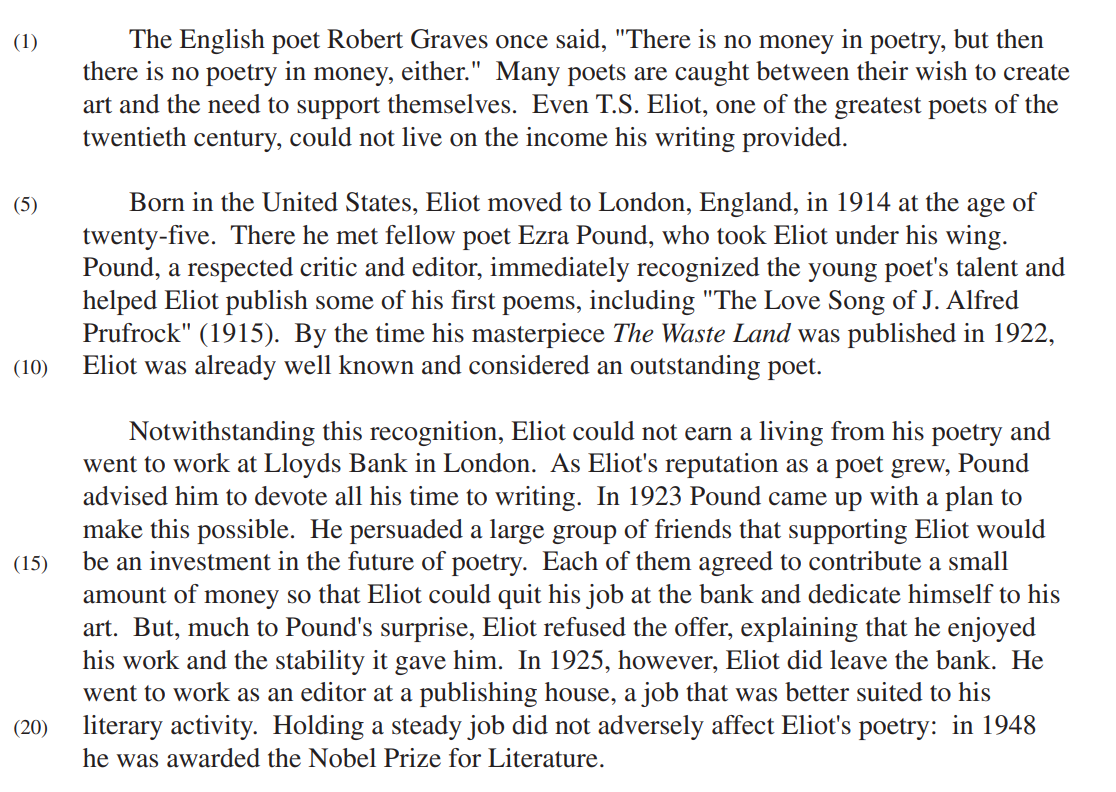 (1) The English poet Robert Graves once said, "There is no money in poetry, but then
there is no poetry in money, either." Many poets are caught between their wish to create
art and the need to support themselves. Even T.S. Eliot, one of the greatest poets of the
twentieth century, could not live on the income his writing provided.
(5) Born in the United States, Eliot moved to London, England, in 1914 at the age of
twenty-five. There he met fellow poet Ezra Pound, who took Eliot under his wing.
Pound, a respected critic and editor, immediately recognized the young poet's talent and
helped Eliot publish some of his first poems, including "The Love Song of J. Alfred
Prufrock" (1915). By the time his masterpiece The Waste Land was published in 1922,
(10) Eliot was already well known and considered an outstanding poet.
Notwithstanding this recognition, Eliot could not earn a living from his poetry and
went to work at Lloyds Bank in London. As Eliot's reputation as a poet grew, Pound
advised him to devote all his time to writing. In 1923 Pound came up with a plan to
make this possible. He persuaded a large group of friends that supporting Eliot would
(15) be an investment in the future of poetry. Each of them agreed to contribute a small
amount of money so that Eliot could quit his job at the bank and dedicate himself to his
art. But, much to Pound's surprise, Eliot refused the offer, explaining that he enjoyed
his work and the stability it gave him. In 1925, however, Eliot did leave the bank. He
went to work as an editor at a publishing house, a job that was better suited to his
(20) literary activity. Holding a steady job did not adversely affect Eliot's poetry: in 1948
he was awarded the Nobel Prize for Literature.